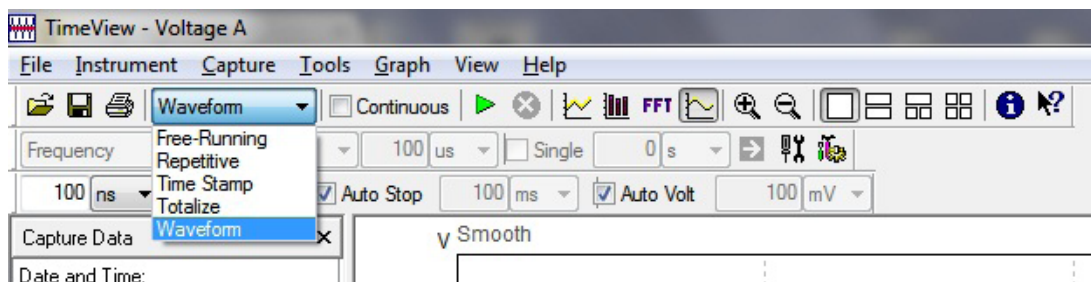 TimeView - Voltage A
File Instrument Capture Tools Graph View Help
Waveform Continuous FFT
Free-Running
Repetitive
Time Stamp
Totalize
Waveform
Frequency 100 us Single 0 s
100 ns Auto Stop 100 ms Auto Volt 100 mV
Capture Data
V Smooth
Date and Time: